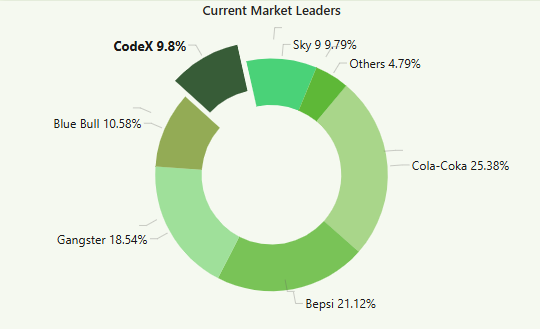 Current Market Leaders
CodeX 9.8%
Sky 9 9.79%
Others 4.79%
Blue Bull 10.58%
Cola-Coka 25.38%
Gangster 18.54%
Bepsi 21.12%